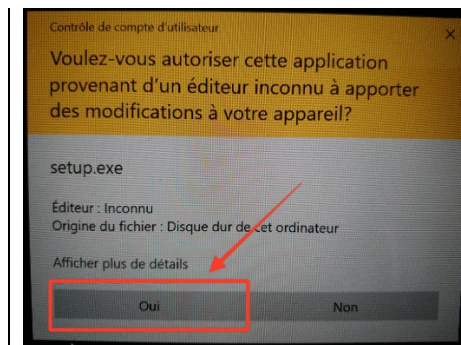 Contrôle de compte d'utilisateur
Voulez-vous autoriser cette application
provenant d'un éditeur inconnu à apporter
des modifications à votre appareil?
setup.exe
Éditeur : Inconnu
Origine du fichier : Disque dur de cet ordinateur
Afficher plus de détails
Oui
Non